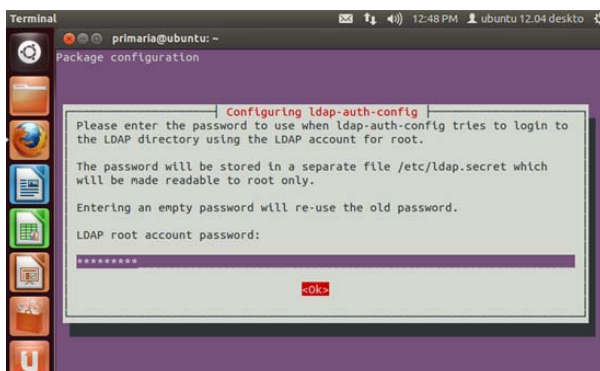 Terminal
12:48 PM
ubuntu 12.04 deskto
primaria@ubuntu: ~
Package configuration
Configuring ldap-auth-config
Please enter the password to use when ldap-auth-config tries to login to
the LDAP directory using the LDAP account for root.
The password will be stored in a separate file /etc/ldap.secret which
will be made readable to root only.
Entering an empty password will re-use the old password.
LDAP root account password:
*********
<Ok>